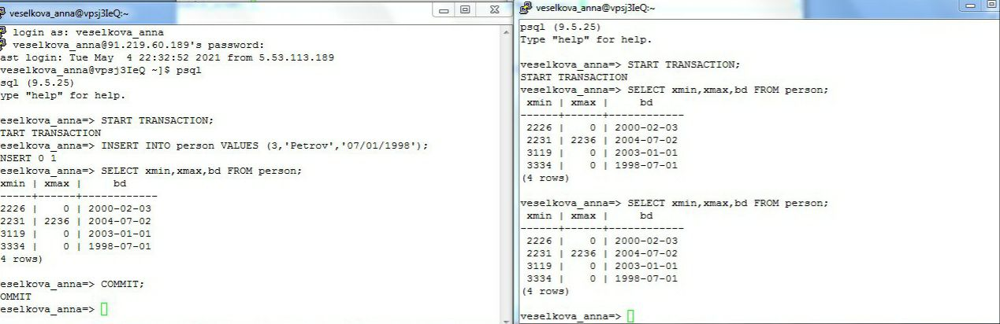 veselkova_anna@vpsj3IeQ:~
login as: veselkova_anna
veselkova_anna@91.219.60.189's password:
ast login: Tue May  4 22:32:52 2021 from 5.53.113.189
veselkova_anna@vpsj3IeQ ~]$ psql
sql (9.5.25)
ype "help" for help.
eselkova_anna=> START TRANSACTION;
TART TRANSACTION
eselkova_anna=> INSERT INTO person VALUES (3,'Petrov','07/01/1998');
NSERT 0 1
eselkova_anna=> SELECT xmin,xmax,bd FROM person;
xmin | xmax |     bd
-----+------+------------
2226 |    0 | 2000-02-03
2231 | 2236 | 2004-07-02
3119 |    0 | 2003-01-01
3334 |    0 | 1998-07-01
4 rows)
eselkova_anna=> COMMIT;
OMMIT
eselkova_anna=>
veselkova_anna@vpsj3IeQ:~
psql (9.5.25)
Type "help" for help.
veselkova_anna=> START TRANSACTION;
START TRANSACTION
veselkova_anna=> SELECT xmin,xmax,bd FROM person;
 xmin | xmax |     bd
------+------+------------
 2226 |    0 | 2000-02-03
 2231 | 2236 | 2004-07-02
 3119 |    0 | 2003-01-01
 3334 |    0 | 1998-07-01
(4 rows)
veselkova_anna=> SELECT xmin,xmax,bd FROM person;
 xmin | xmax |     bd
------+------+------------
 2226 |    0 | 2000-02-03
 2231 | 2236 | 2004-07-02
 3119 |    0 | 2003-01-01
 3334 |    0 | 1998-07-01
(4 rows)
veselkova_anna=>